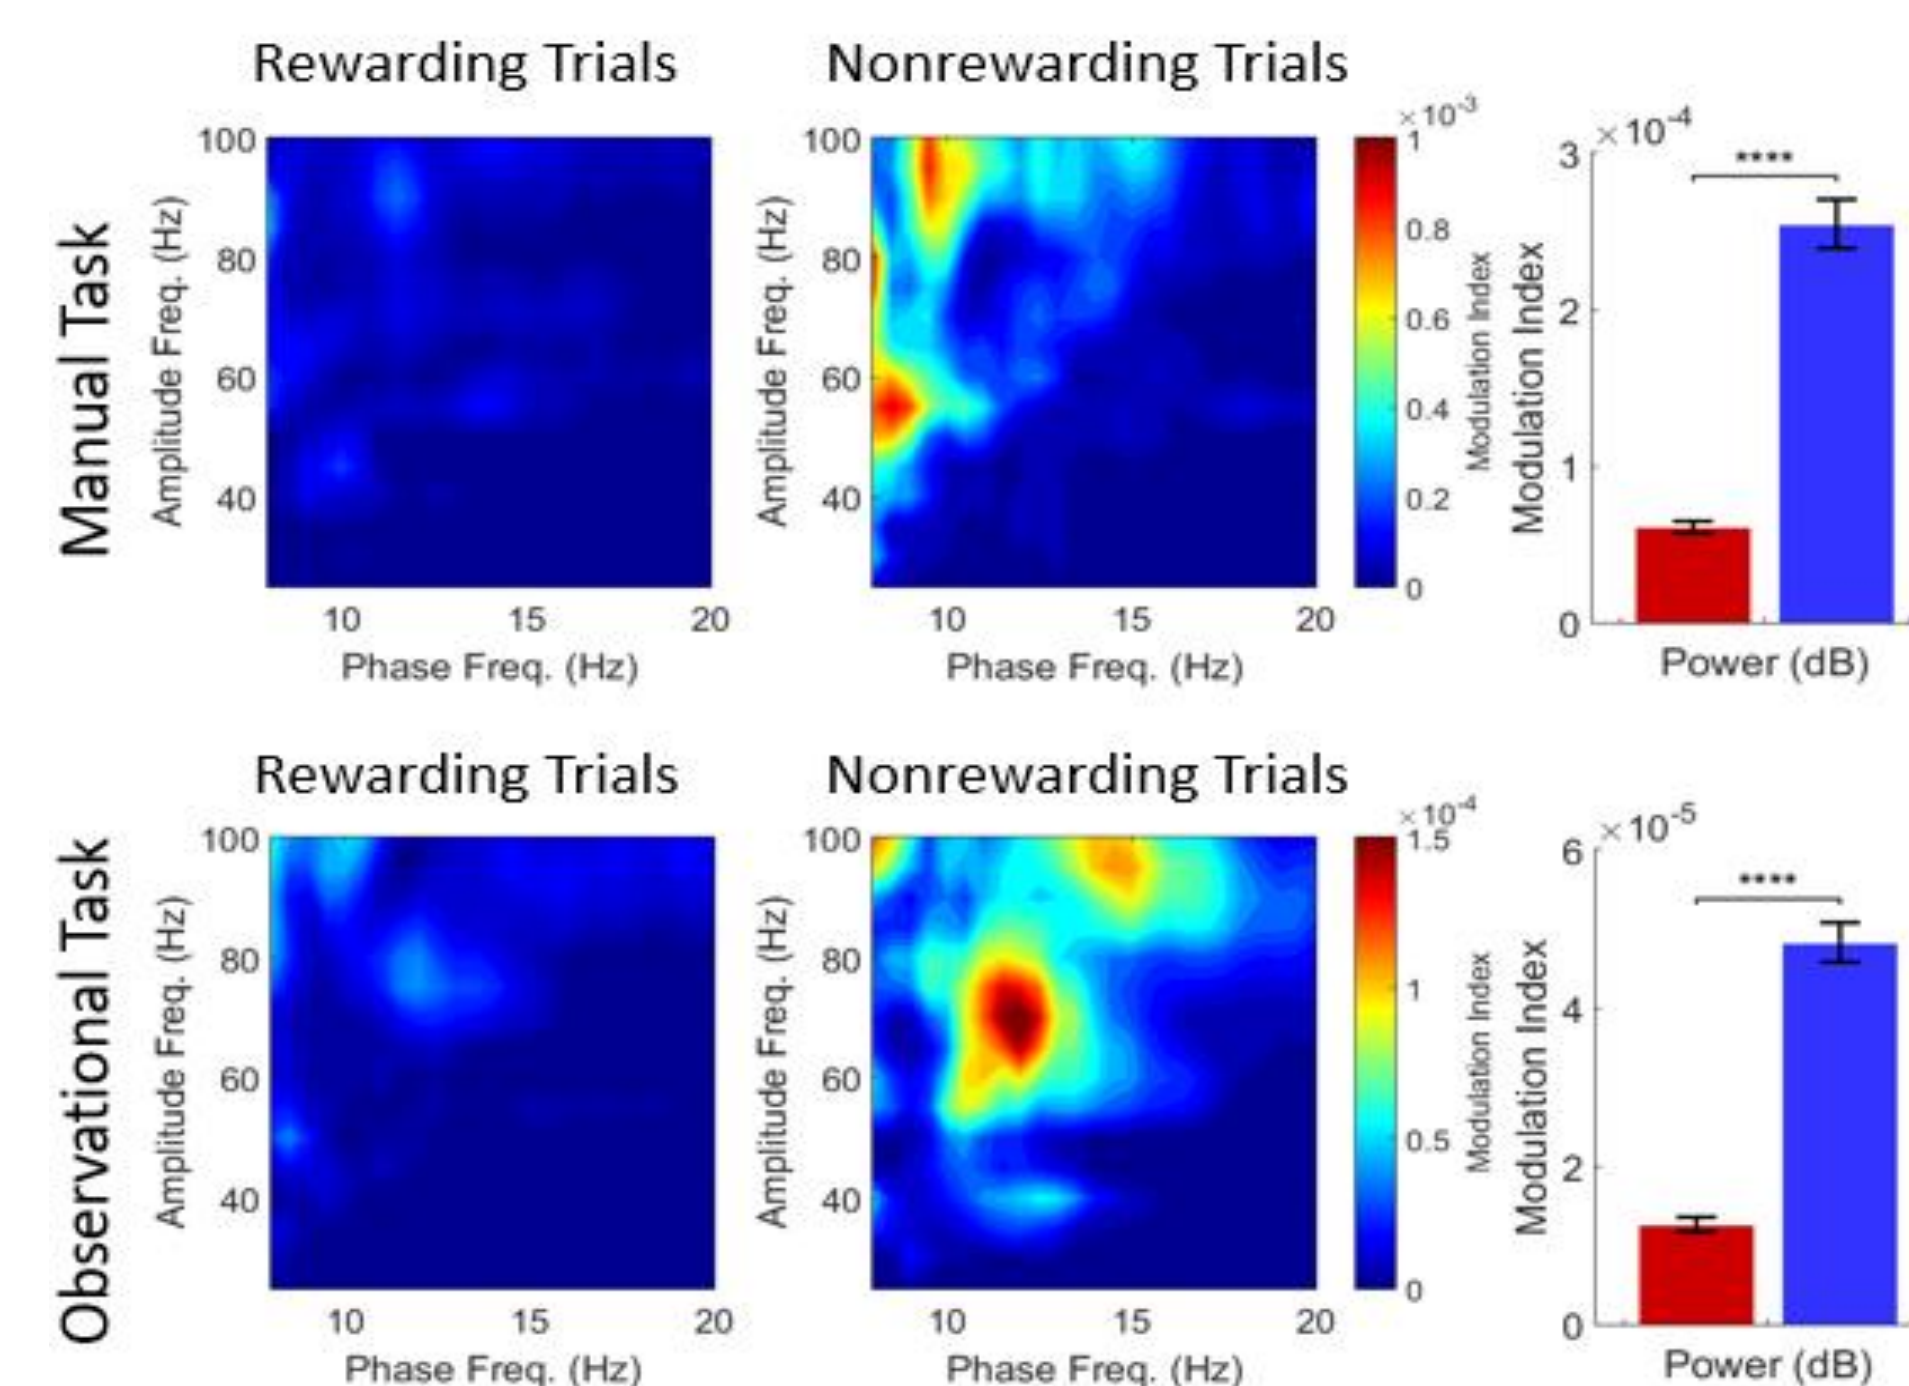 Rewarding Trials
Nonrewarding Trials
Manual Task
Amplitude Freq. (Hz)
100
80
60
40
10 15 20
Phase Freq. (Hz)
Amplitude Freq. (Hz)
100
80
60
40
10 15 20
Phase Freq. (Hz)
×10-3
1
0.8
0.6
0.4
0.2
0
Modulation Index
×10-4
****
Modulation Index
3
2
1
0
Power (dB)
Rewarding Trials
Nonrewarding Trials
Observational Task
Amplitude Freq. (Hz)
100
80
60
40
10 15 20
Phase Freq. (Hz)
Amplitude Freq. (Hz)
100
80
60
40
10 15 20
Phase Freq. (Hz)
×10-4
1.5
1
0.5
0
Modulation Index
×10-5
****
Modulation Index
6
4
2
0
Power (dB)